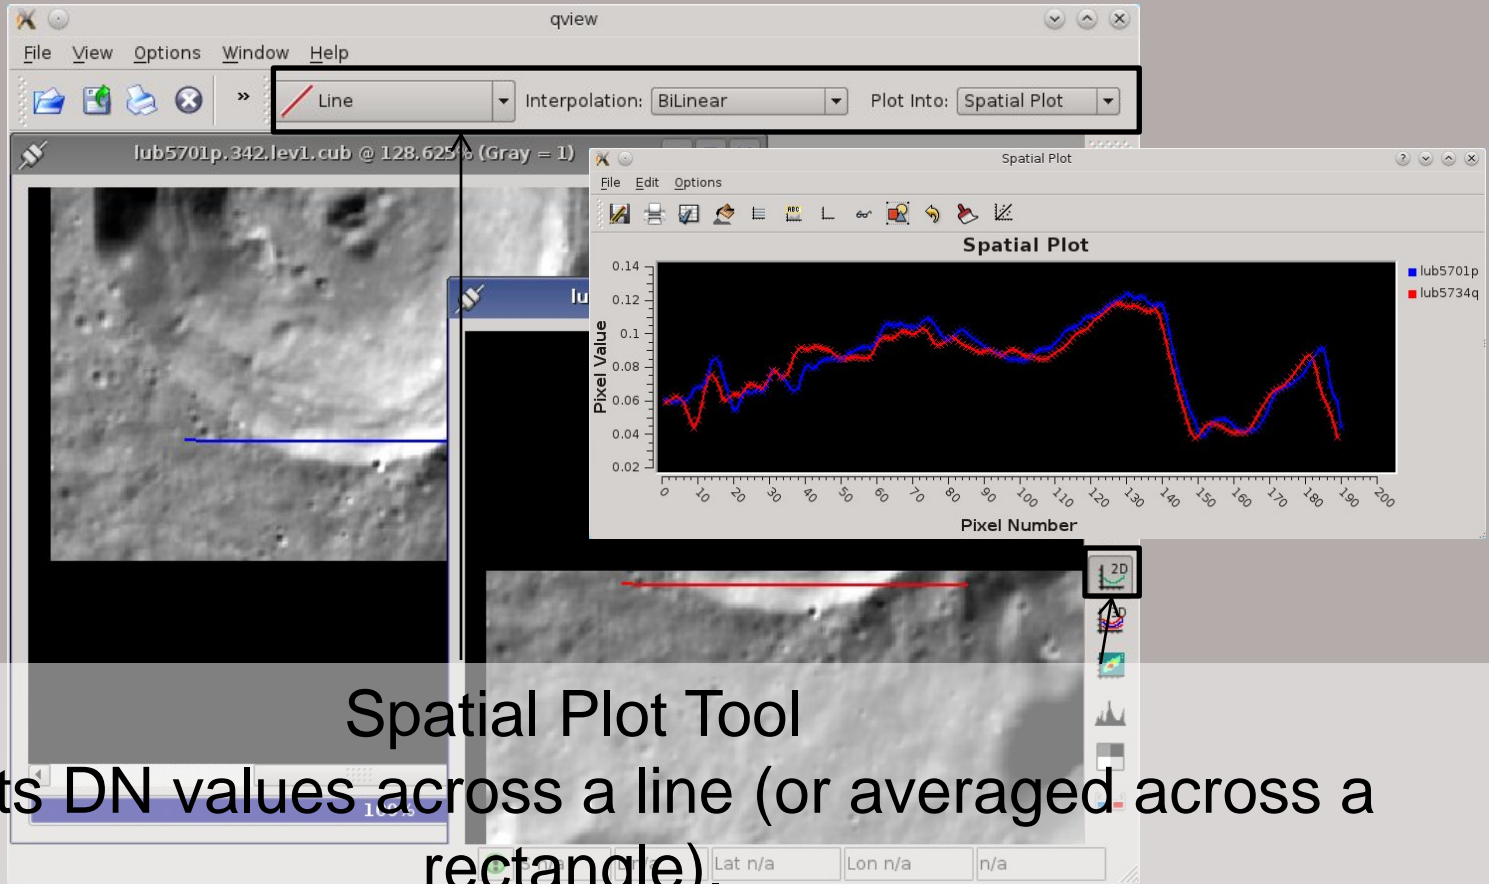 qview
File View Options Window Help
» Line Interpolation: BiLinear Plot Into: Spatial Plot
lub5701p.342.lev1.cub @ 128.625% (Gray = 1)
Spatial Plot
File Edit Options
Spatial Plot
0.14
0.12
0.1
0.08
0.06
0.04
0.02
Pixel Value
0 10 20 30 40 50 60 70 80 90 100 110 120 130 140 150 160 170 180 190 200
Pixel Number
lub5701p
lub5734q
lu
2D
3D
Spatial Plot Tool
ts DN values across a line (or averaged across a
rectangle).
100%
Lat n/a Lon n/a n/a